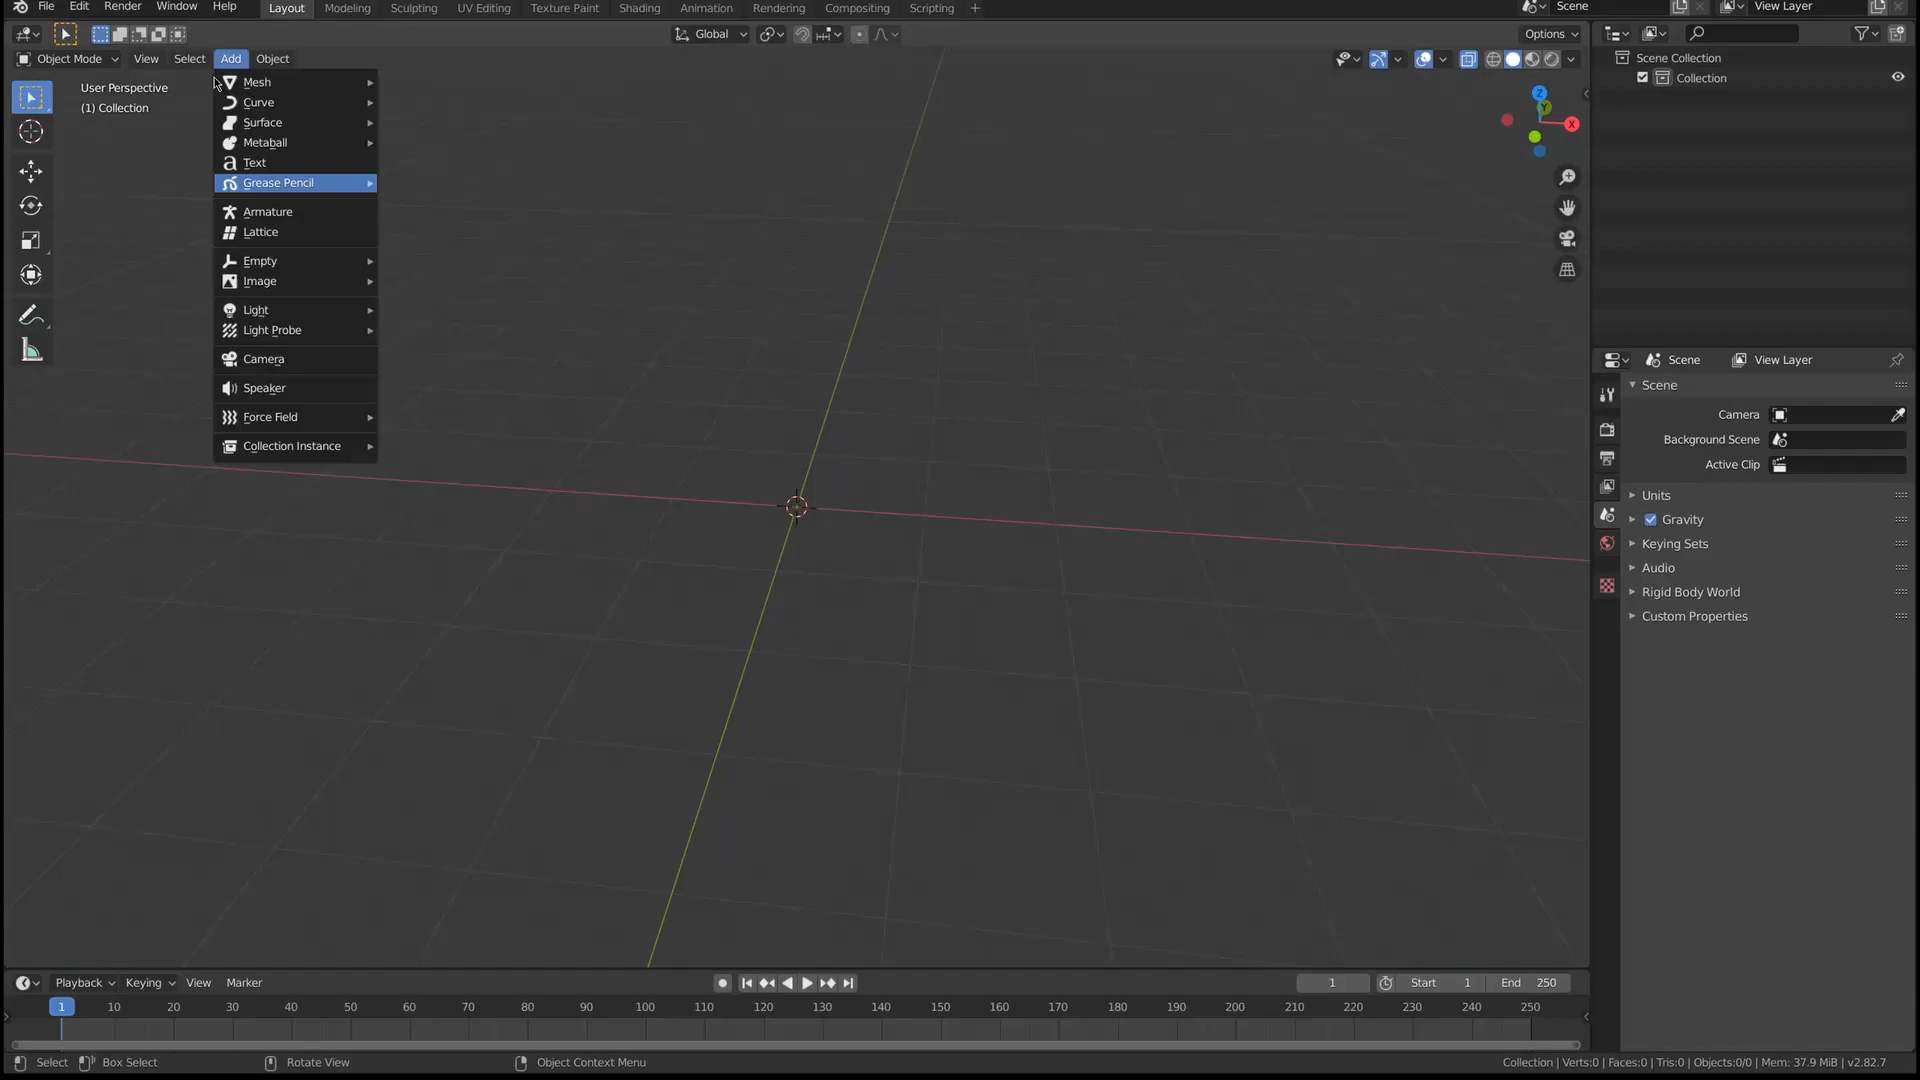 File Edit Render Window Help Layout Modeling Sculpting UV Editing Texture Paint Shading Animation Rendering Compositing Scripting + Scene View Layer
Global Options
Object Mode View Select Add Object
User Perspective
(1) Collection
Mesh
Curve
Surface
Metaball
Text
Grease Pencil
Armature
Lattice
Empty
Image
Light
Light Probe
Camera
Speaker
Force Field
Collection Instance
Z
Y
X
Scene Collection
Collection
Scene View Layer
Scene
Camera
Background Scene
Active Clip
Units
Gravity
Keying Sets
Audio
Rigid Body World
Custom Properties
Playback Keying View Marker 1 Start 1 End 250
1 10 20 30 40 50 60 70 80 90 100 110 120 130 140 150 160 170 180 190 200 210 220 230 240 250
Select Box Select Rotate View Object Context Menu Collection | Verts:0 | Faces:0 | Tris:0 | Objects:0/0 | Mem: 37.9 MiB | v2.82.7